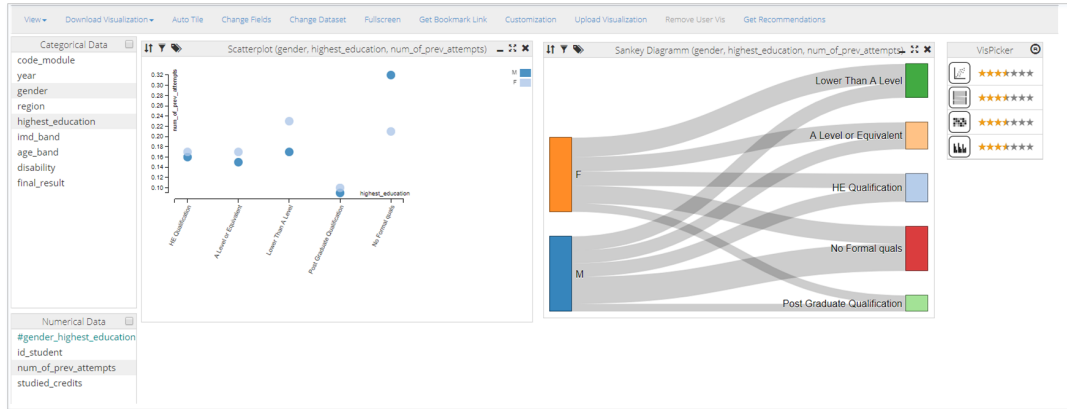 View Download Visualization Auto Tile Change Fields Change Dataset Fullscreen Get Bookmark Link Customization Upload Visualization Remove User Vis Get Recommendations
Categorical Data
code_module
year
gender
region
highest_education
imd_band
age_band
disability
final_result
Numerical Data
#gender_highest_education
id_student
num_of_prev_attempts
studied_credits
Scatterplot (gender, highest_education, num_of_prev_attempts)
M
F
num_of_prev_attempts
0.32
0.30
0.28
0.26
0.24
0.22
0.20
0.18
0.16
0.14
0.12
0.10
highest_education
HE Qualification
A Level or Equivalent
Lower Than A Level
Post Graduate Qualification
No Formal quals
Sankey Diagramm (gender, highest_education, num_of_prev_attempts)
F
M
Lower Than A Level
A Level or Equivalent
HE Qualification
No Formal quals
Post Graduate Qualification
VisPicker